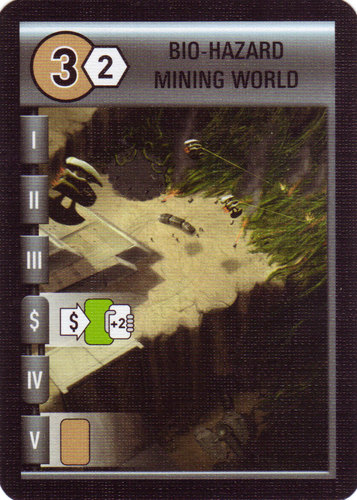 3 2
BIO-HAZARD
MINING WORLD
I
II
III
$
$ +2
IV
V